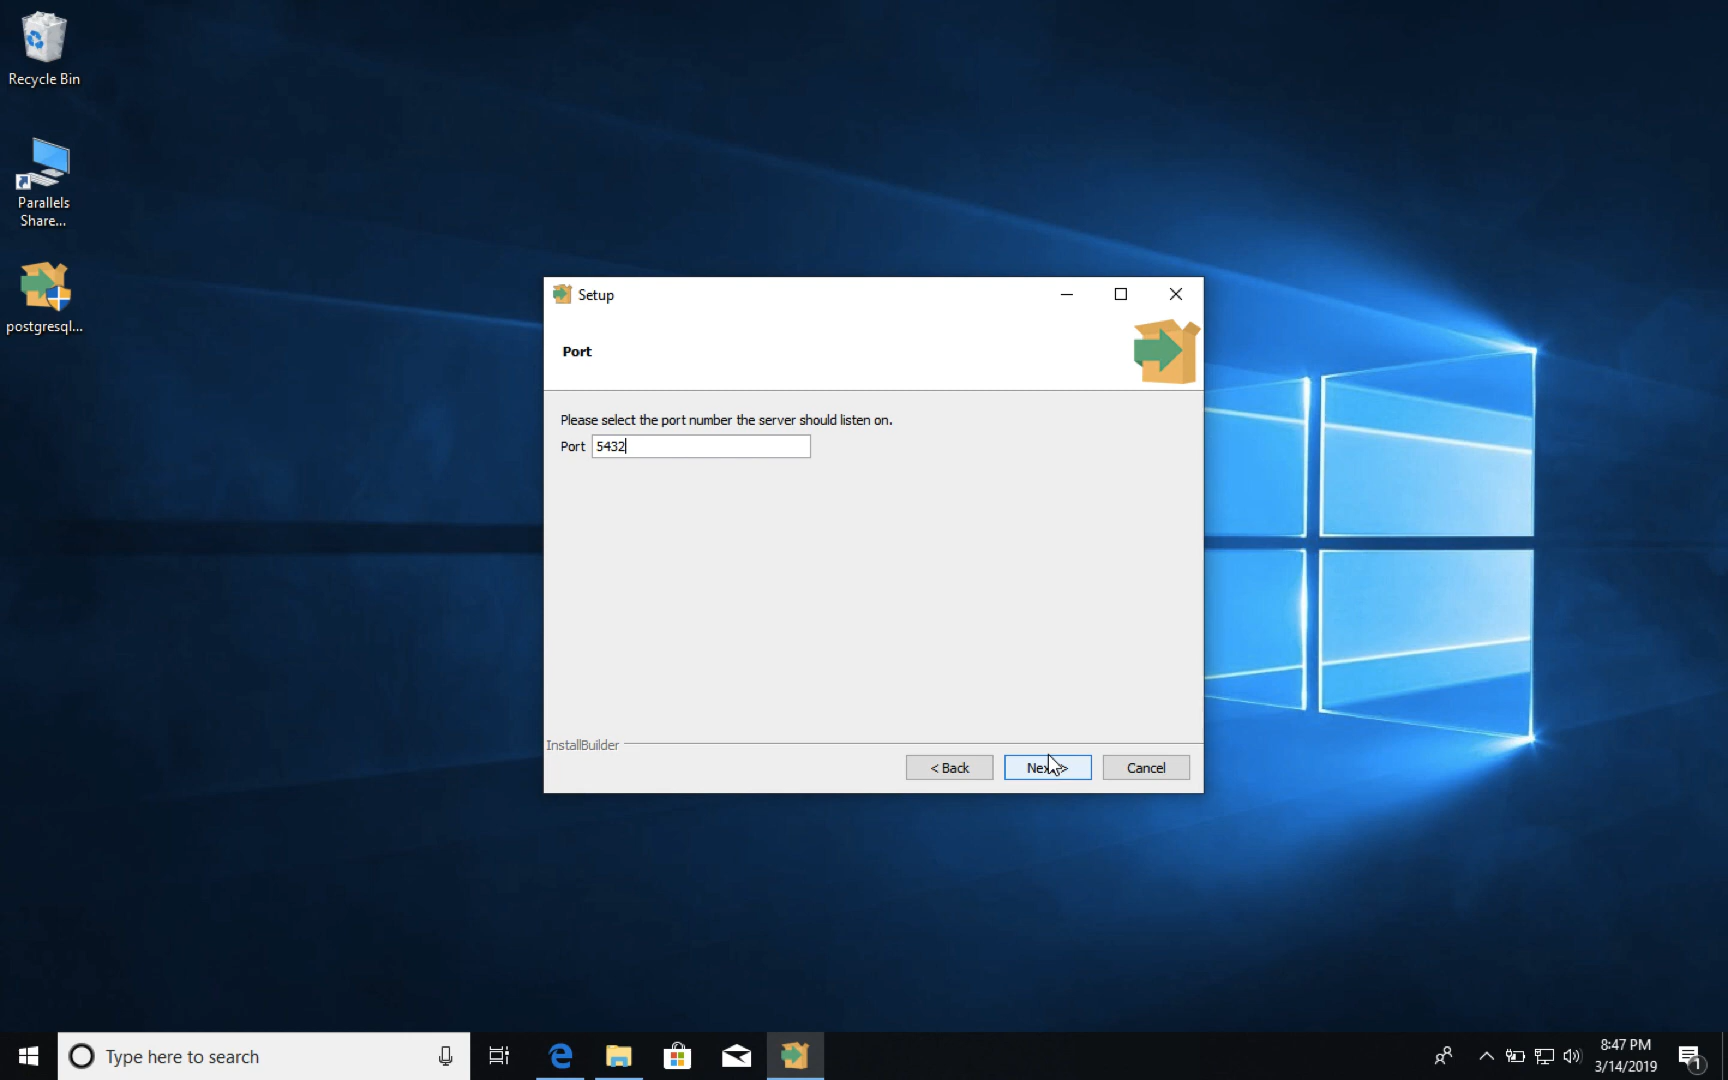 Recycle Bin
Parallels
Share...
postgresql...
Setup
Port
Please select the port number the server should listen on.
Port 5432
InstallBuilder
< Back
Cancel
Type here to search
8:47 PM
3/14/2019
1